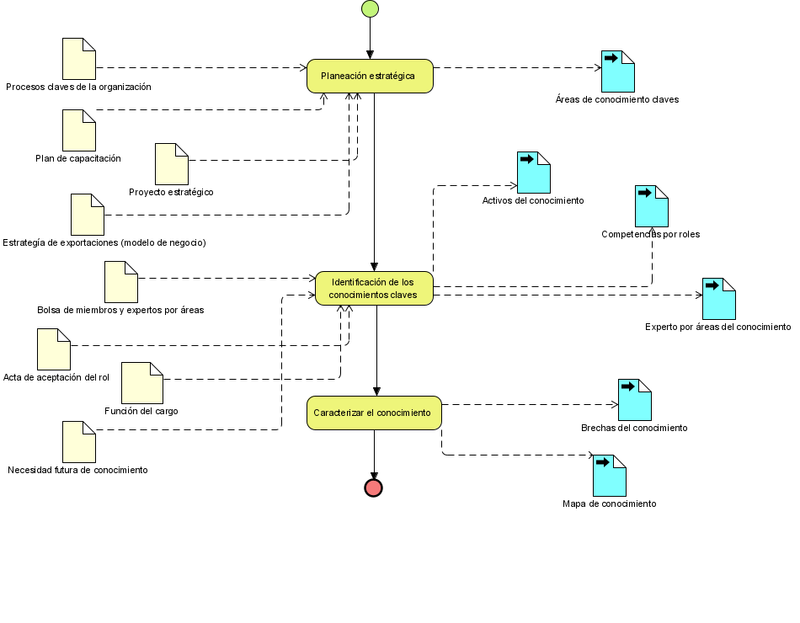 Planeación estratégica
Procesos claves de la organización
Áreas de conocimiento claves
Plan de capacitación
Proyecto estratégico
Activos del conocimiento
Competencias por roles
Estrategía de exportaciones (modelo de negocio)
Identificación de los
conocimientos claves
Bolsa de miembros y expertos por áreas
Experto por áreas del conocimiento
Acta de aceptación del rol
Función del cargo
Caracterizar el conocimiento
Brechas del conocimiento
Necesidad futura de conocimiento
Mapa de conocimiento